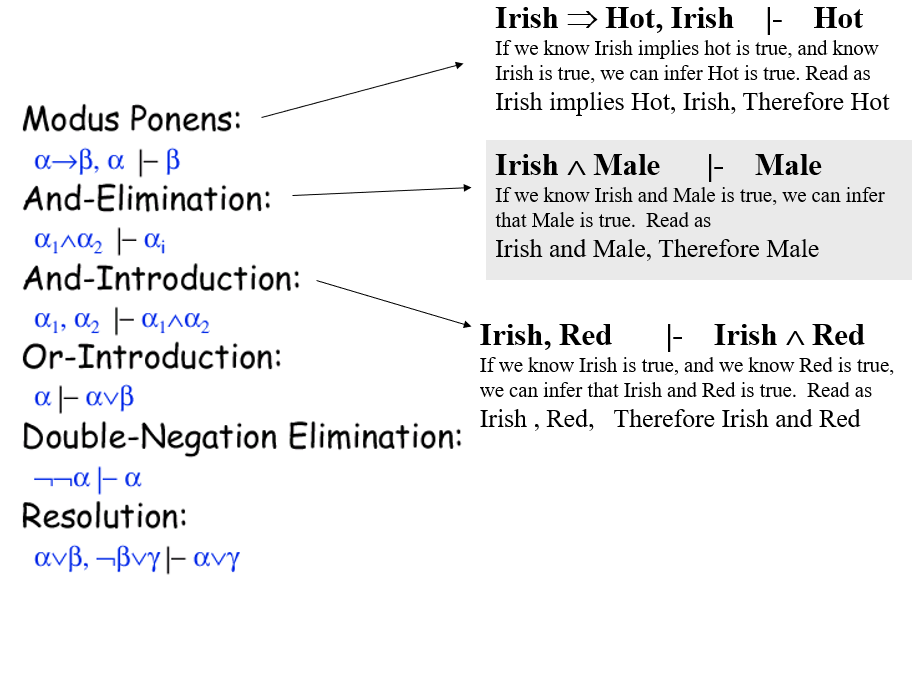 Modus Ponens:
α→β, α |– β
And-Elimination:
α₁∧α₂ |– αᵢ
And-Introduction:
α₁, α₂ |– α₁∧α₂
Or-Introduction:
α |– α∨β
Double-Negation Elimination:
¬¬α |– α
Resolution:
α∨β, ¬β∨γ |– α∨γ
Irish ⇒ Hot, Irish |- Hot
If we know Irish implies hot is true, and know
Irish is true, we can infer Hot is true. Read as
Irish implies Hot, Irish, Therefore Hot
Irish ∧ Male |- Male
If we know Irish and Male is true, we can infer
that Male is true. Read as
Irish and Male, Therefore Male
Irish, Red |- Irish ∧ Red
If we know Irish is true, and we know Red is true,
we can infer that Irish and Red is true. Read as
Irish , Red, Therefore Irish and Red